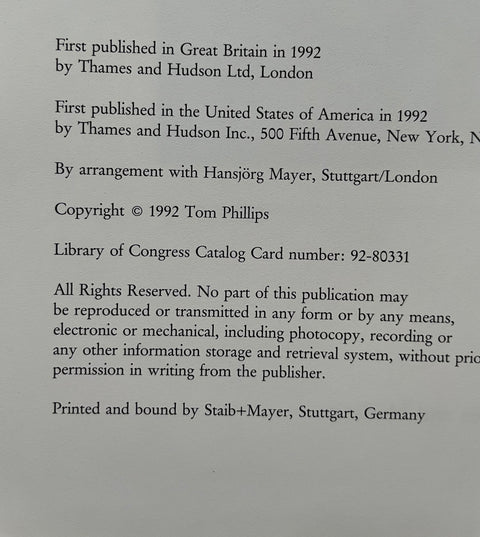 First published in Great Britain in 1992
by Thames and Hudson Ltd, London
First published in the United States of America in 1992
by Thames and Hudson Inc., 500 Fifth Avenue, New York,
By arrangement with Hansjörg Mayer, Stuttgart/London
Copyright © 1992 Tom Phillips
Library of Congress Catalog Card number: 92-80331
All Rights Reserved. No part of this publication may
be reproduced or transmitted in any form or by any means,
electronic or mechanical, including photocopy, recording or
any other information storage and retrieval system, without
permission in writing from the publisher.
Printed and bound by Staib+Mayer, Stuttgart, Germany